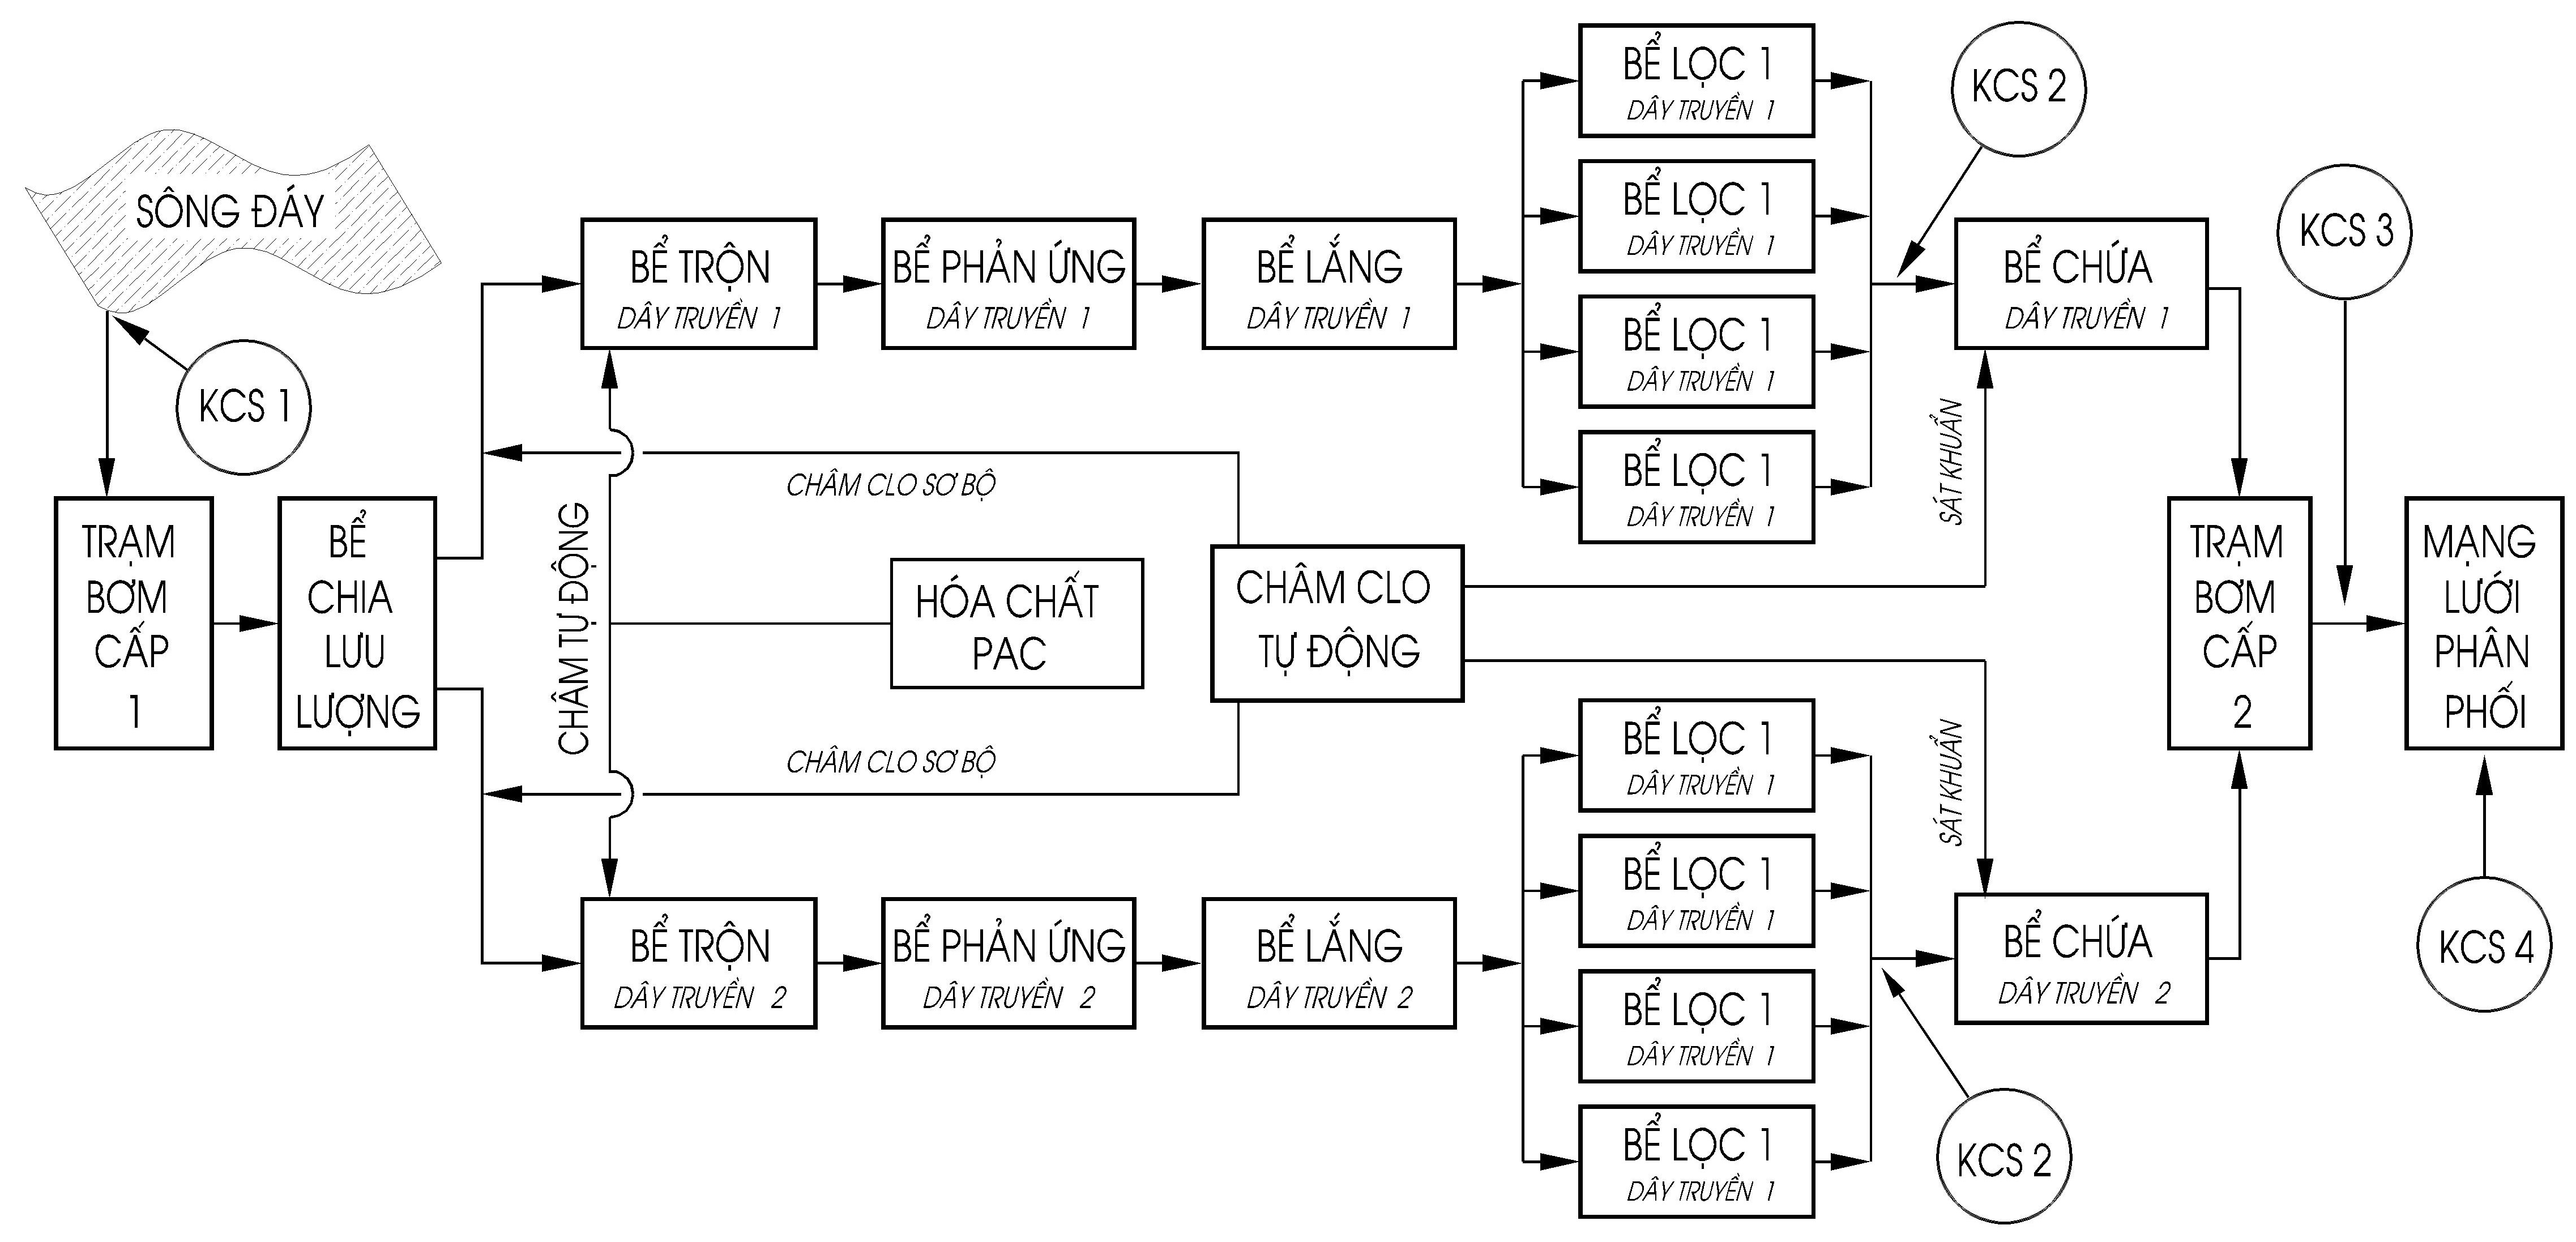 SÔNG ĐÁY
KCS 1
TRẠM
BƠM
CẤP
1
BỂ
CHIA
LƯU
LƯỢNG
BỂ TRỘN
DÂY TRUYỀN 1
BỂ PHẢN ỨNG
DÂY TRUYỀN 1
BỂ LẮNG
DÂY TRUYỀN 1
BỂ LỌC 1
DÂY TRUYỀN 1
BỂ LỌC 1
DÂY TRUYỀN 1
BỂ LỌC 1
DÂY TRUYỀN 1
BỂ LỌC 1
DÂY TRUYỀN 1
KCS 2
BỂ CHỨA
DÂY TRUYỀN 1
KCS 3
CHÂM CLO SƠ BỘ
CHÂM TỰ ĐỘNG
HÓA CHẤT
PAC
CHÂM CLO
TỰ ĐỘNG
SÁT KHUẨN
SÁT KHUẨN
CHÂM CLO SƠ BỘ
TRẠM
BƠM
CẤP
2
MẠNG
LƯỚI
PHÂN
PHỐI
BỂ TRỘN
DÂY TRUYỀN 2
BỂ PHẢN ỨNG
DÂY TRUYỀN 2
BỂ LẮNG
DÂY TRUYỀN 2
BỂ LỌC 1
DÂY TRUYỀN 1
BỂ LỌC 1
DÂY TRUYỀN 1
BỂ LỌC 1
DÂY TRUYỀN 1
BỂ LỌC 1
DÂY TRUYỀN 1
BỂ CHỨA
DÂY TRUYỀN 2
KCS 2
KCS 4